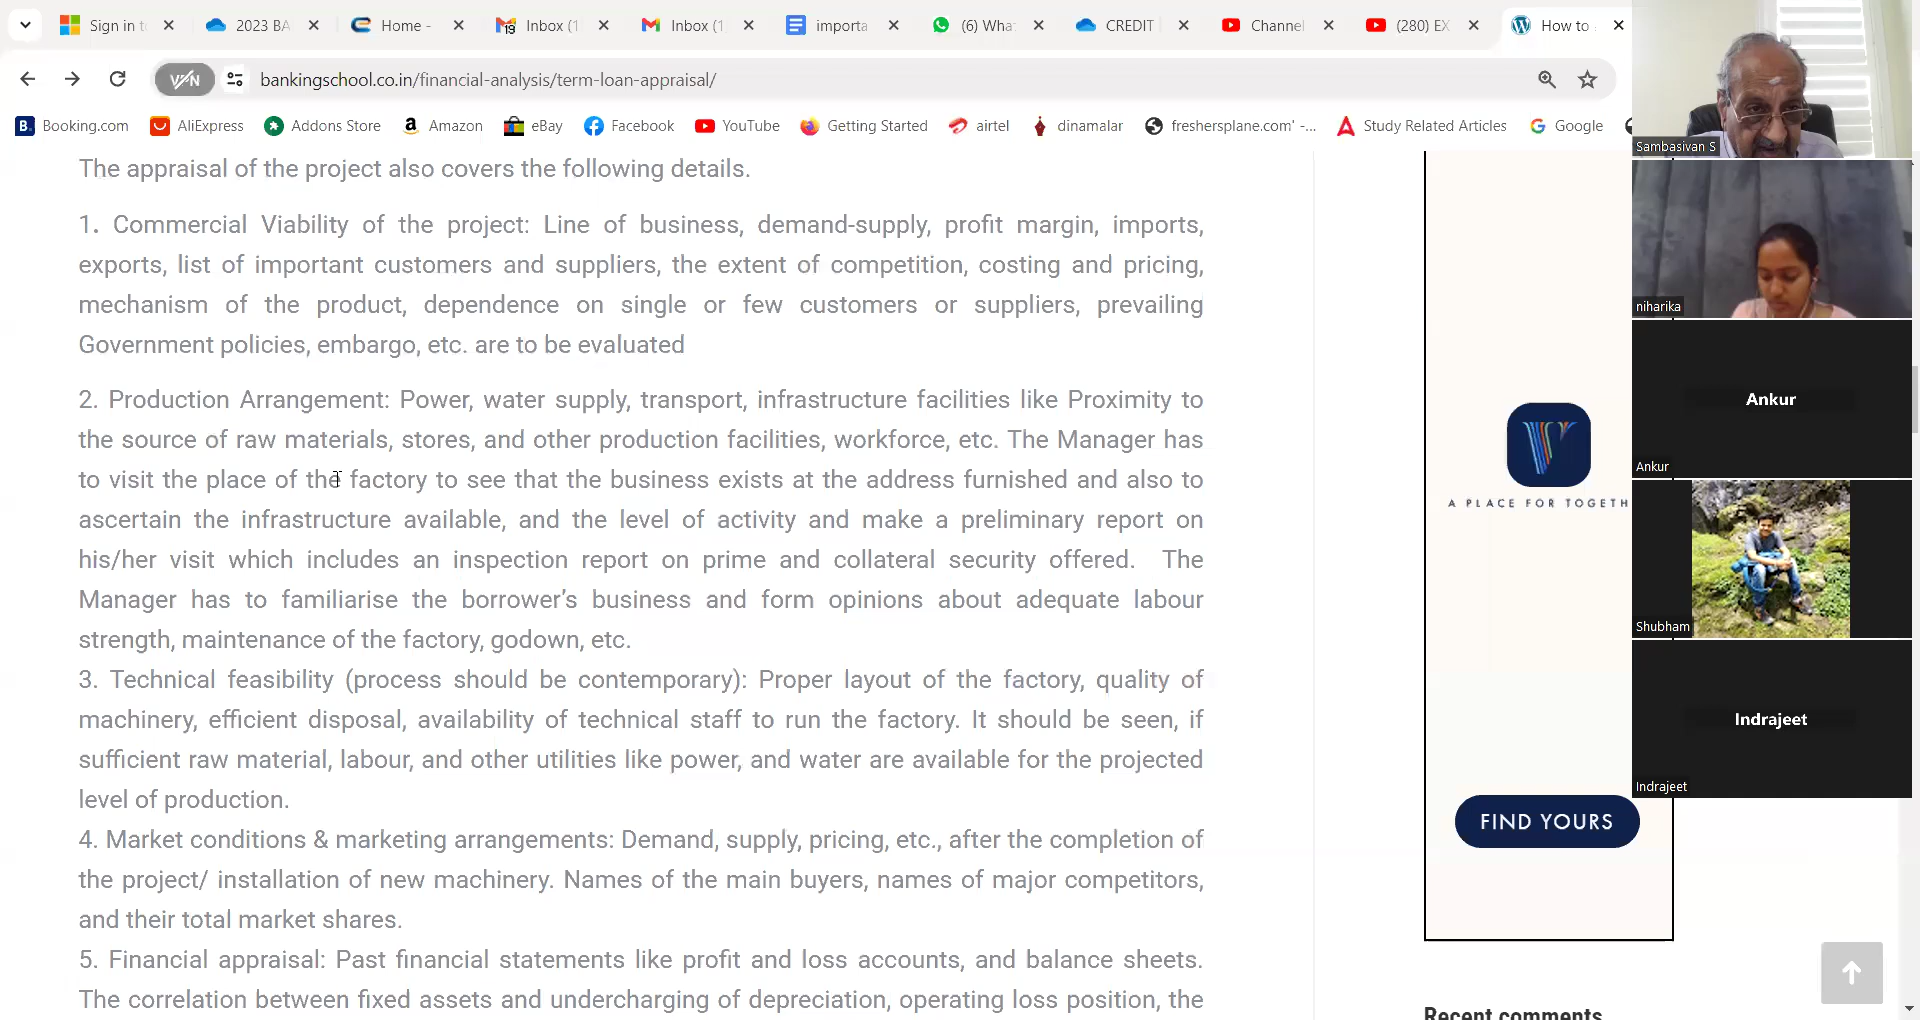 Sign in t
2023 BA
Home -
Inbox (1
Inbox (1
importa
(6) Wha
CREDIT
Channel
(280) EX
How to
VPN
bankingschool.co.in/financial-analysis/term-loan-appraisal/
Booking.com
AliExpress
Addons Store
Amazon
eBay
Facebook
YouTube
Getting Started
airtel
dinamalar
freshersplane.com' -...
Study Related Articles
Google
The appraisal of the project also covers the following details.
1. Commercial Viability of the project: Line of business, demand-supply, profit margin, imports,
exports, list of important customers and suppliers, the extent of competition, costing and pricing,
mechanism of the product, dependence on single or few customers or suppliers, prevailing
Government policies, embargo, etc. are to be evaluated
2. Production Arrangement: Power, water supply, transport, infrastructure facilities like Proximity to
the source of raw materials, stores, and other production facilities, workforce, etc. The Manager has
to visit the place of the factory to see that the business exists at the address furnished and also to
ascertain the infrastructure available, and the level of activity and make a preliminary report on
his/her visit which includes an inspection report on prime and collateral security offered. The
Manager has to familiarise the borrower's business and form opinions about adequate labour
strength, maintenance of the factory, godown, etc.
3. Technical feasibility (process should be contemporary): Proper layout of the factory, quality of
machinery, efficient disposal, availability of technical staff to run the factory. It should be seen, if
sufficient raw material, labour, and other utilities like power, and water are available for the projected
level of production.
4. Market conditions & marketing arrangements: Demand, supply, pricing, etc., after the completion of
the project/ installation of new machinery. Names of the main buyers, names of major competitors,
and their total market shares.
5. Financial appraisal: Past financial statements like profit and loss accounts, and balance sheets.
The correlation between fixed assets and undercharging of depreciation, operating loss position, the
A PLACE FOR TOGETH
FIND YOURS
Recent comments
Sambasivan S
niharika
Ankur
Ankur
Shubham
Indrajeet
Indrajeet